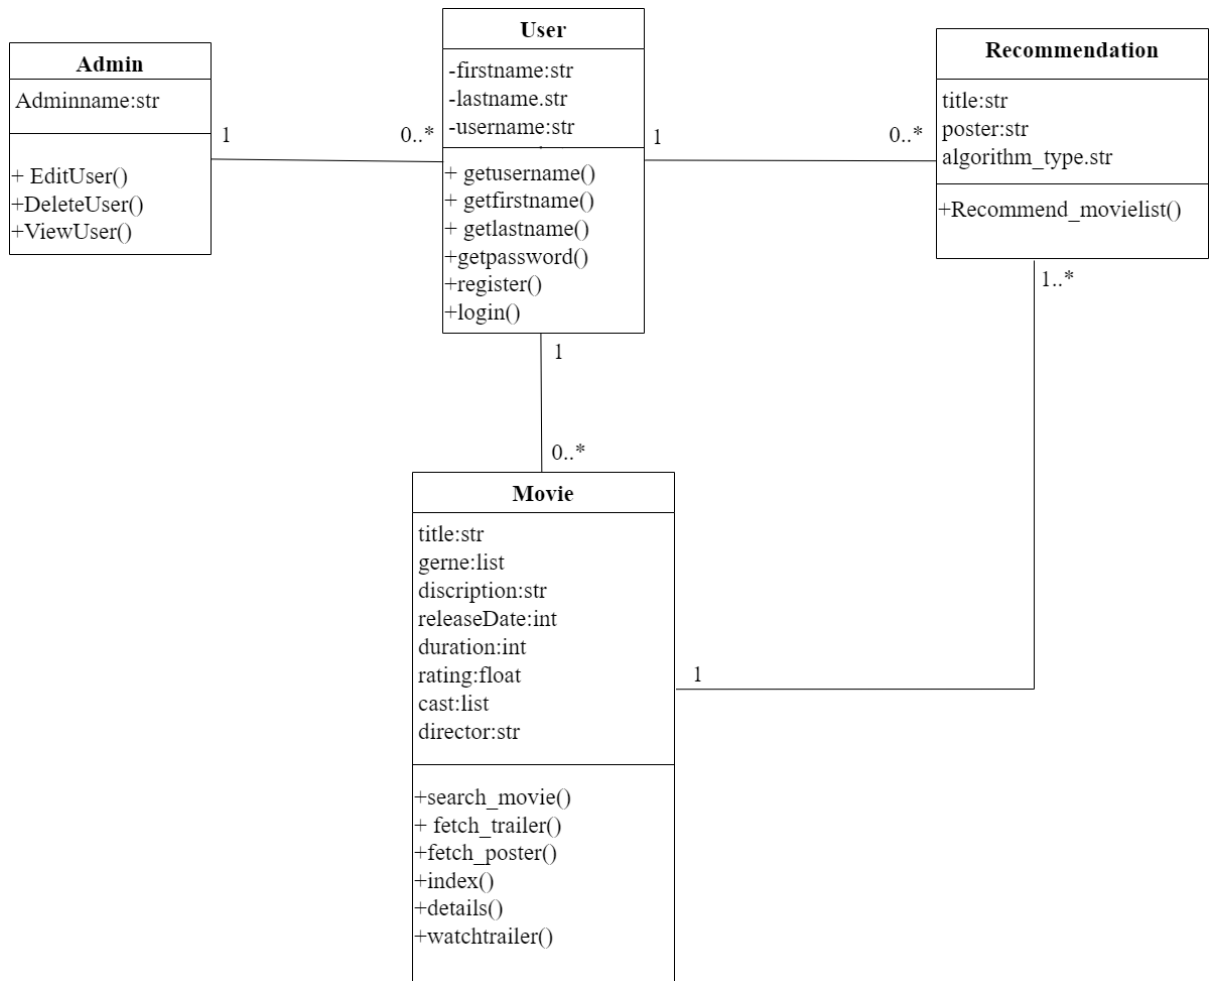 Admin
Adminname:str
+ EditUser()
+DeleteUser()
+ViewUser()
1
0..*
User
-firstname:str
-lastname.str
-username:str
+ getusername()
+ getfirstname()
+ getlastname()
+getpassword()
+register()
+login()
1
0..*
Recommendation
title:str
poster:str
algorithm_type.str
+Recommend_movielist()
1..*
1
0..*
Movie
title:str
gerne:list
discription:str
releaseDate:int
duration:int
rating:float
cast:list
director:str
1
+search_movie()
+ fetch_trailer()
+fetch_poster()
+index()
+details()
+watchtrailer()